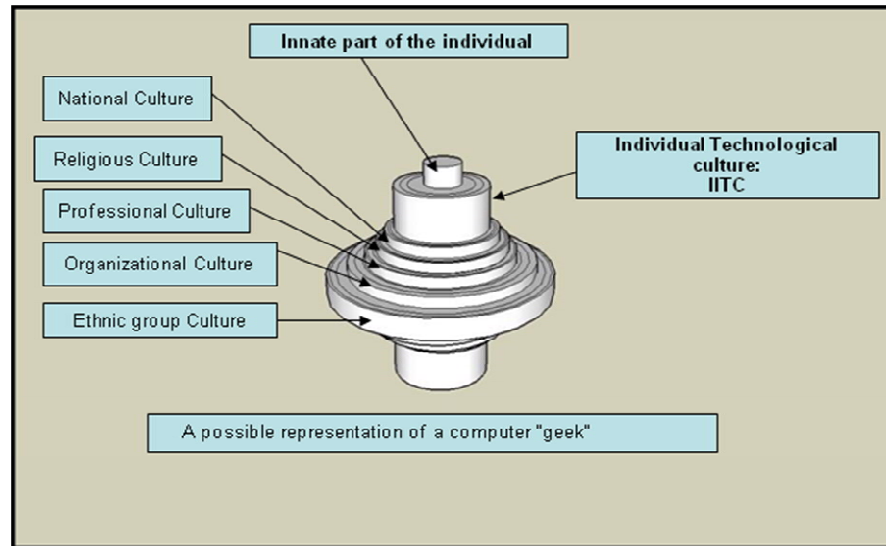 Innate part of the individual
National Culture
Religious Culture
Professional Culture
Organizational Culture
Ethnic group Culture
Individual Technological
culture:
IITC
A possible representation of a computer "geek"